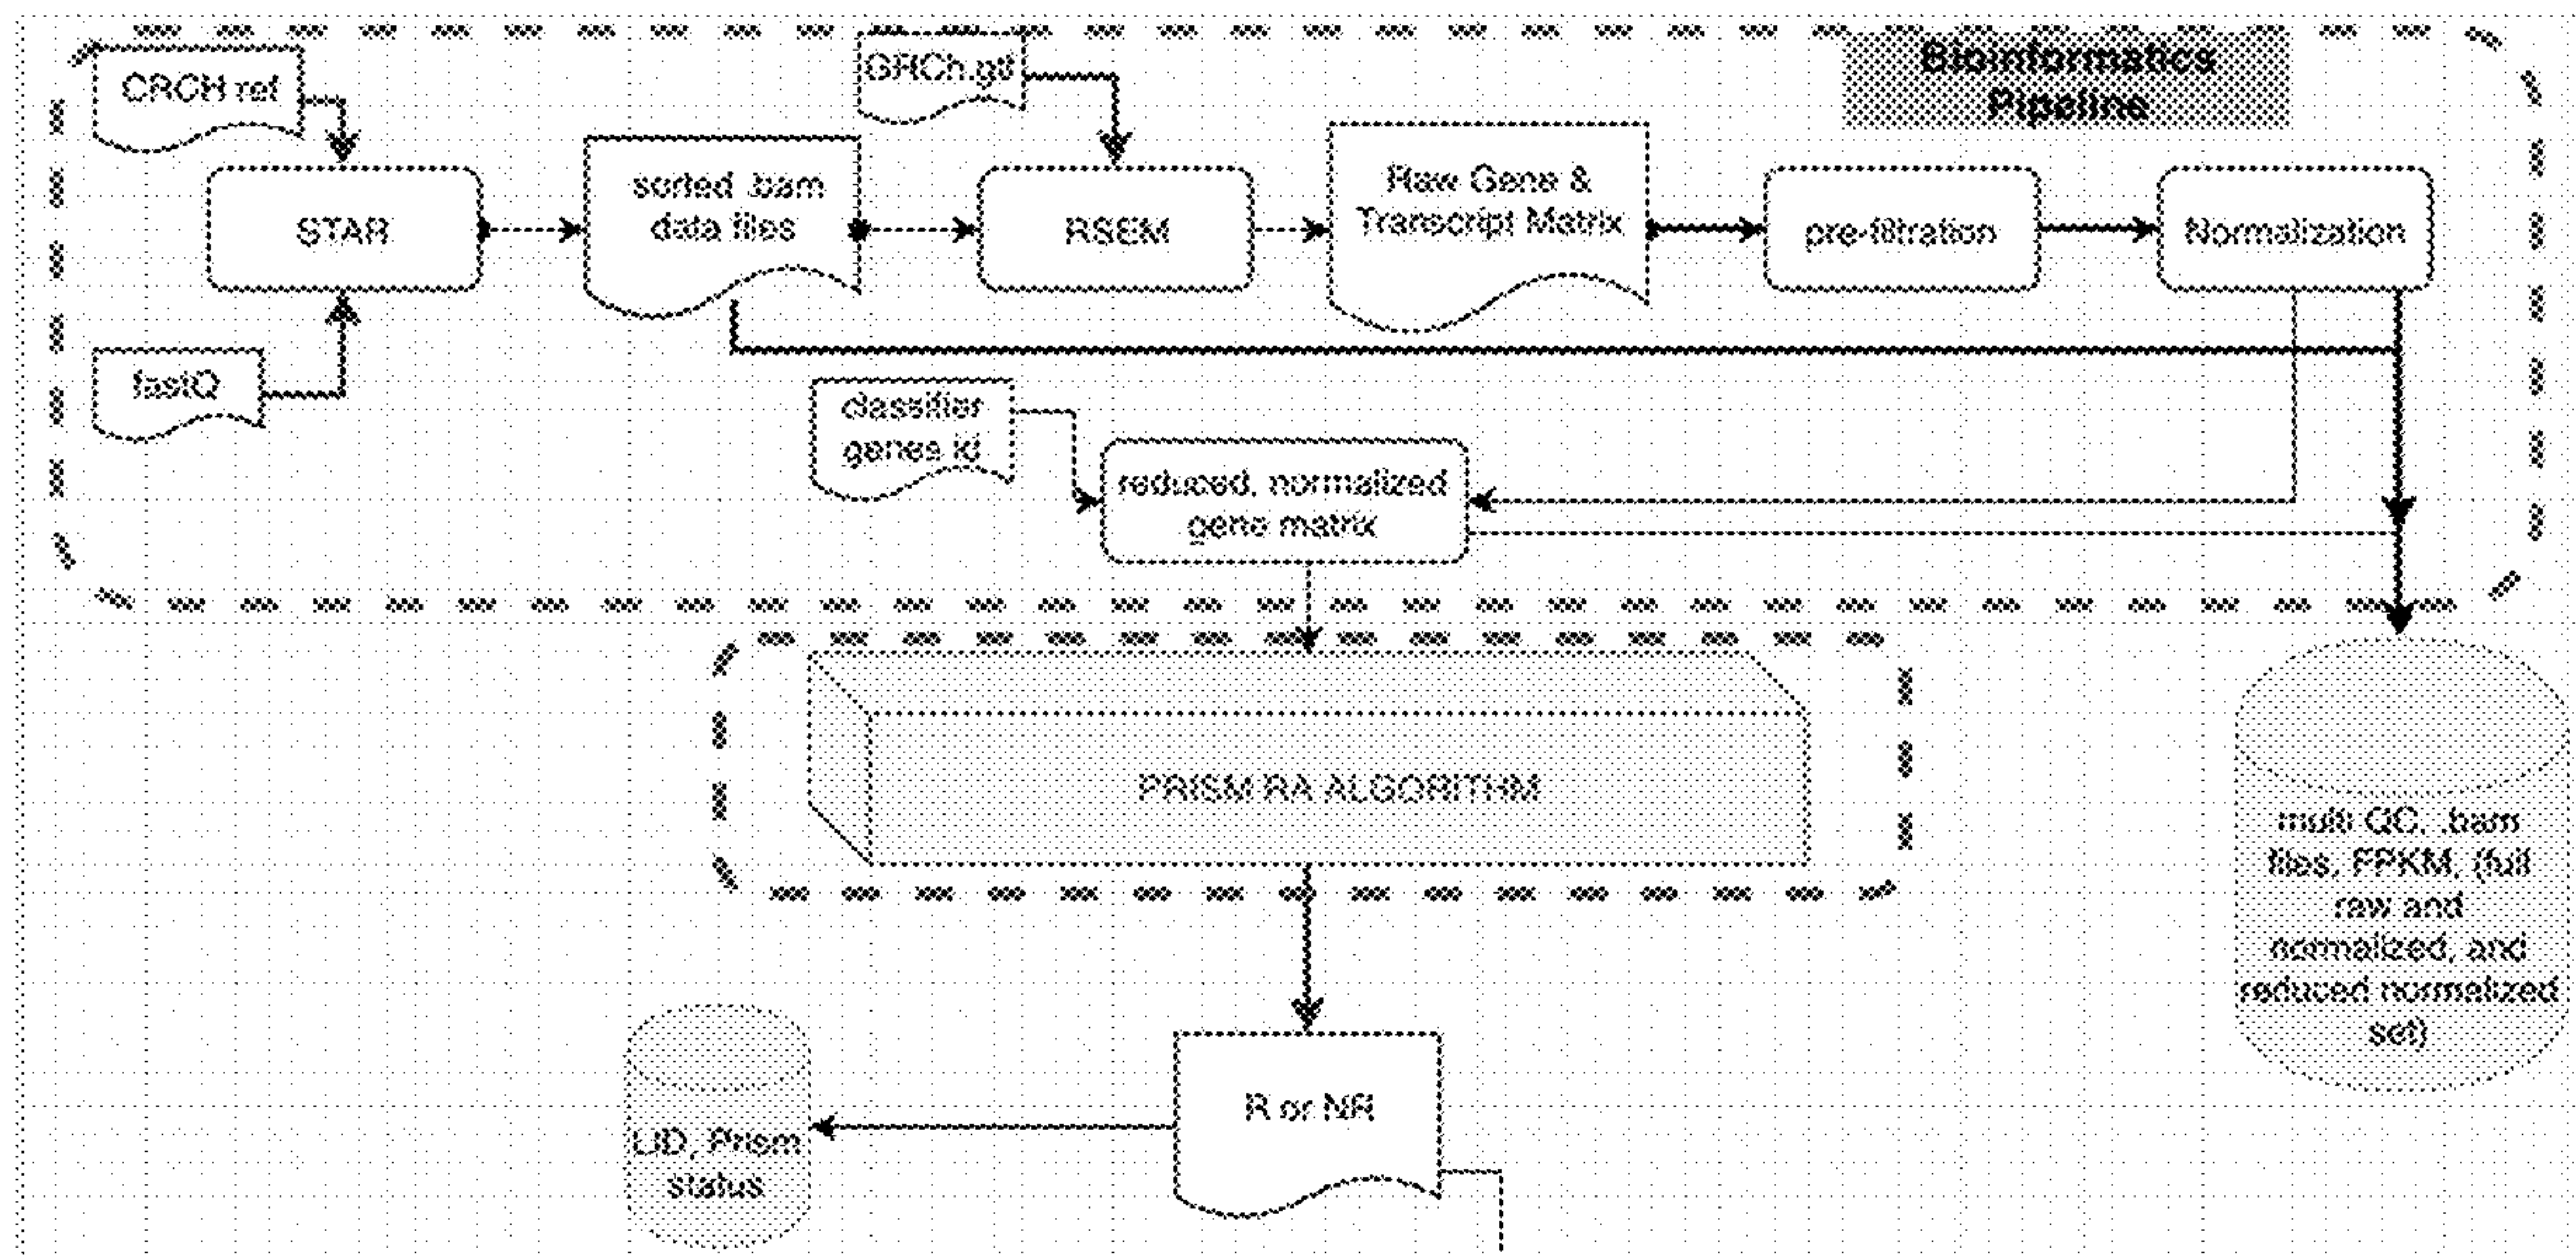 Bioinformatics
Pipeline
CRCH ref
GRCh.gtf
STAR
sorted .bam
data files
RSEM
Raw Gene &
Transcript Matrix
pre-filtration
Normalization
fastQ
classifier
genes id
reduced, normalized
gene matrix
PRISM RA ALGORITHM
multi QC, .bam
files, FPKM, (full
raw and
normalized, and
reduced normalized
set)
R or NR
LID, Prism
status